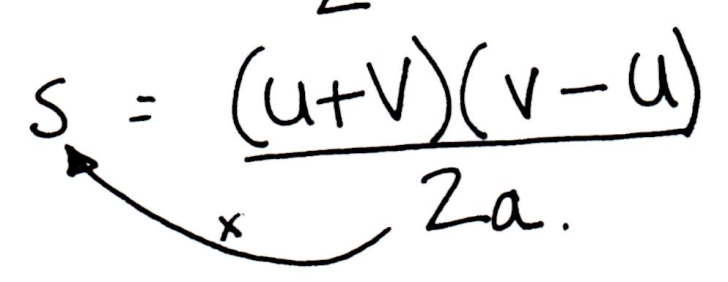 s = (u+v)(v-u)
2a.
x